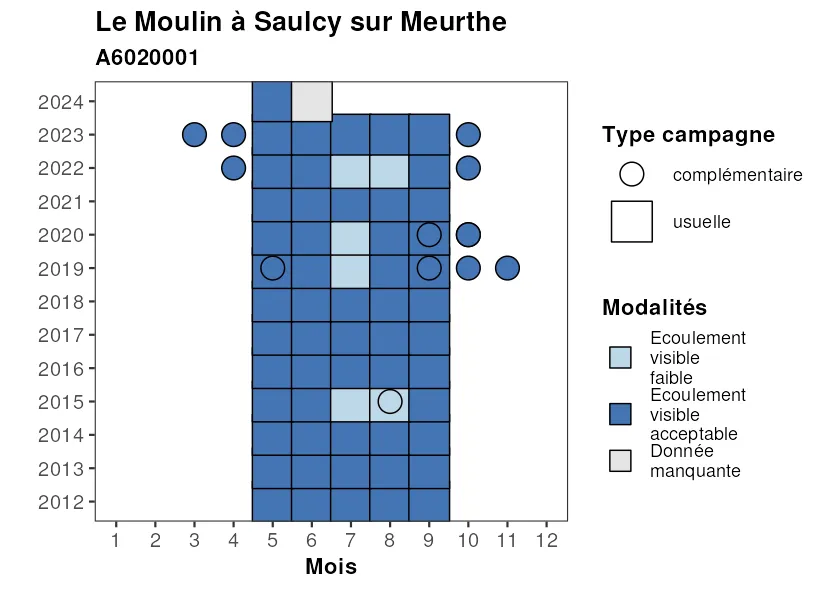 Le Moulin à Saulcy sur Meurthe
A6020001
2024
2023
2022
2021
2020
2019
2018
2017
2016
2015
2014
2013
2012
1 2 3 4 5 6 7 8 9 10 11 12
Mois
Type campagne
complémentaire
usuelle
Modalités
Ecoulement
visible
faible
Ecoulement
visible
acceptable
Donnée
manquante